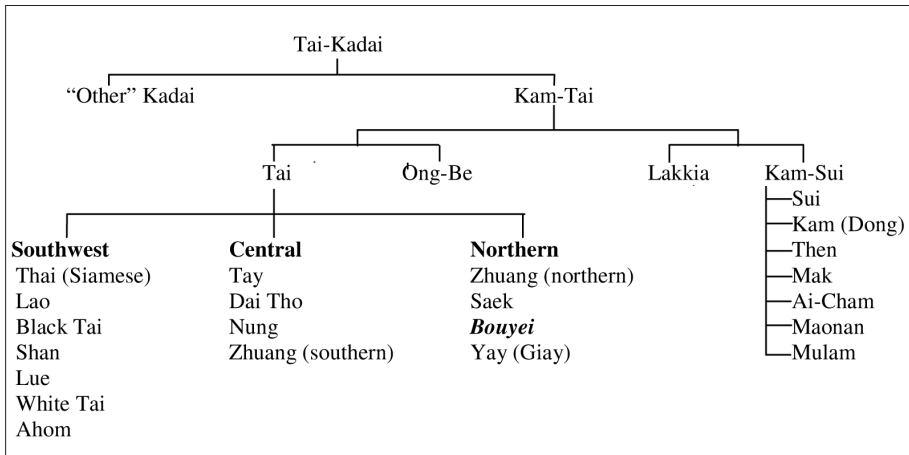 Tai-Kadai
“Other” Kadai
Kam-Tai
Tai
Ong-Be
Lakkia
Kam-Sui
Sui
Kam (Dong)
Then
Mak
Ai-Cham
Maonan
Mulam
Southwest
Thai (Siamese)
Lao
Black Tai
Shan
Lue
White Tai
Ahom
Central
Tay
Dai Tho
Nung
Zhuang (southern)
Northern
Zhuang (northern)
Saek
Bouyei
Yay (Giay)